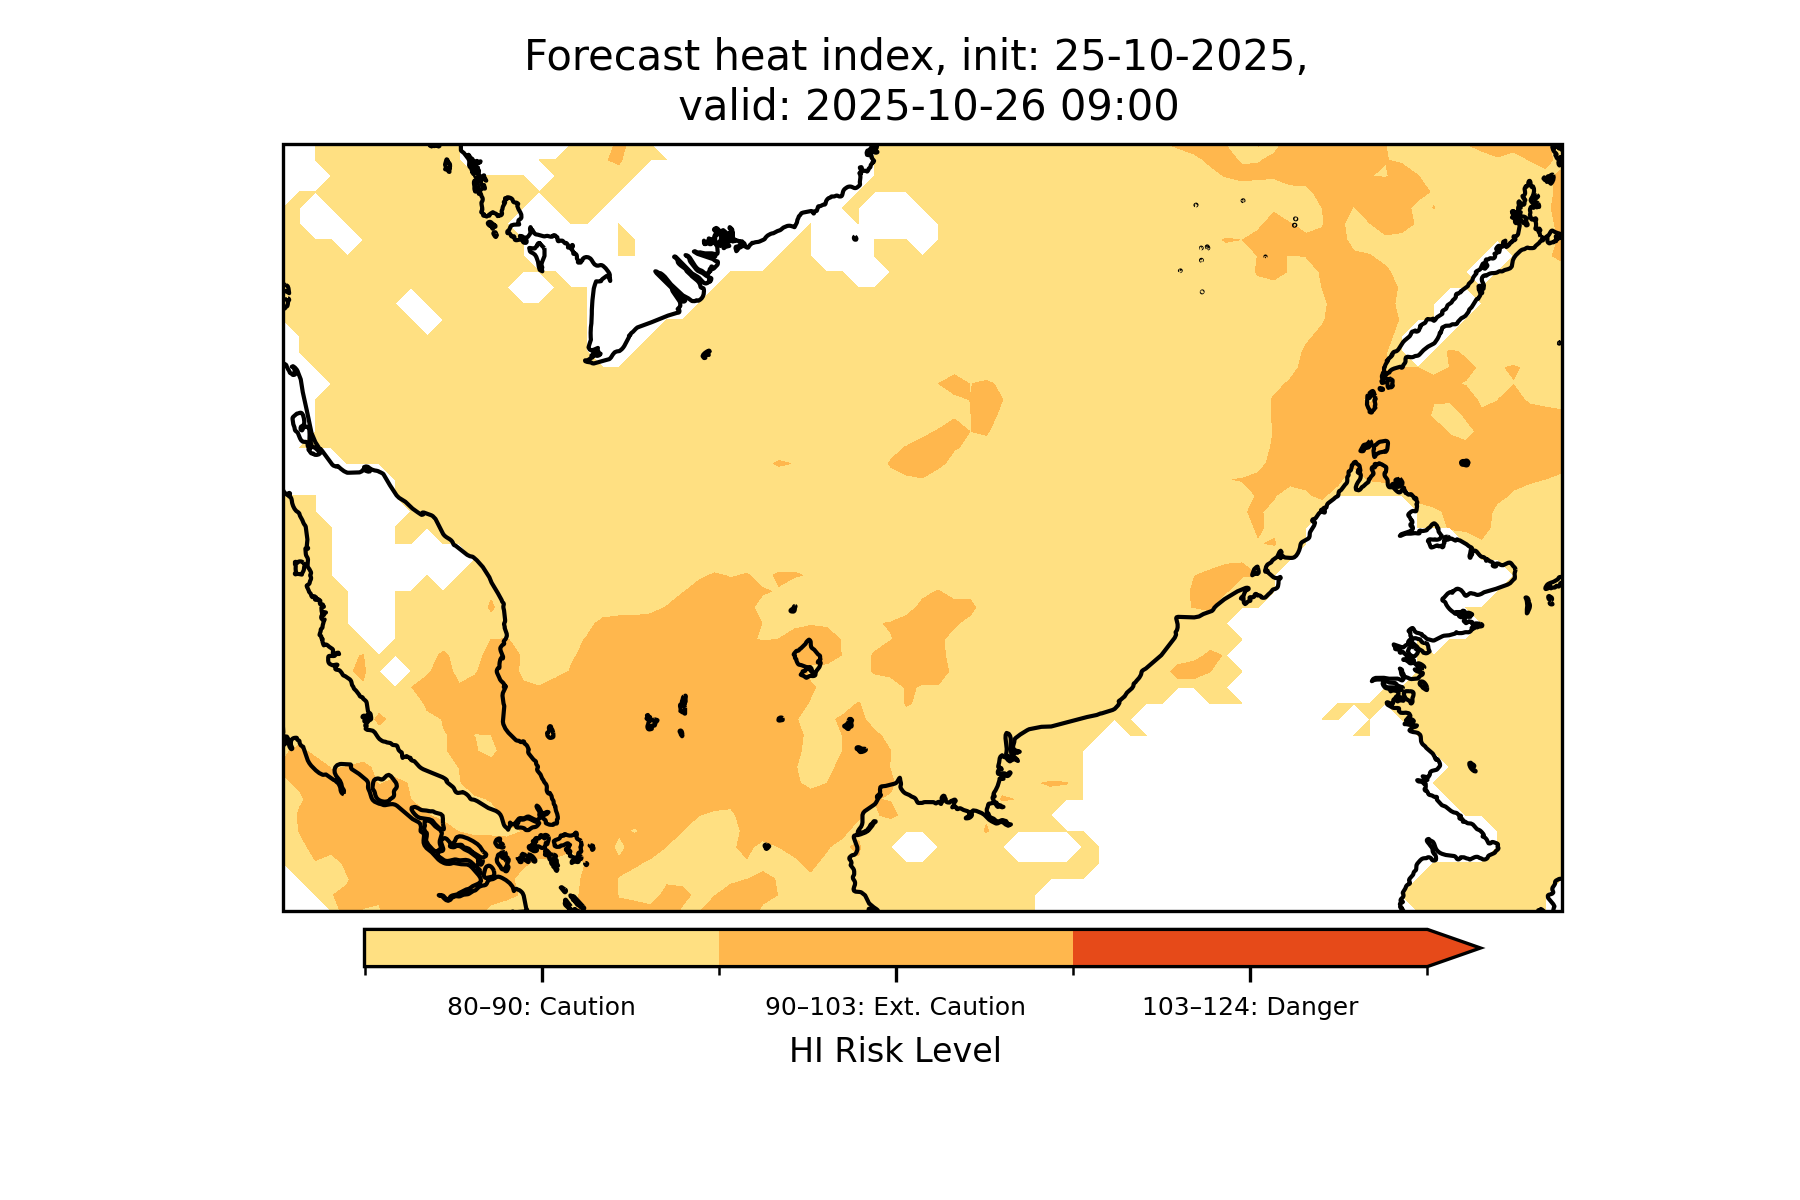 Forecast heat index, init: 25-10-2025,
valid: 2025-10-26 09:00
80–90: Caution
90–103: Ext. Caution
103–124: Danger
HI Risk Level